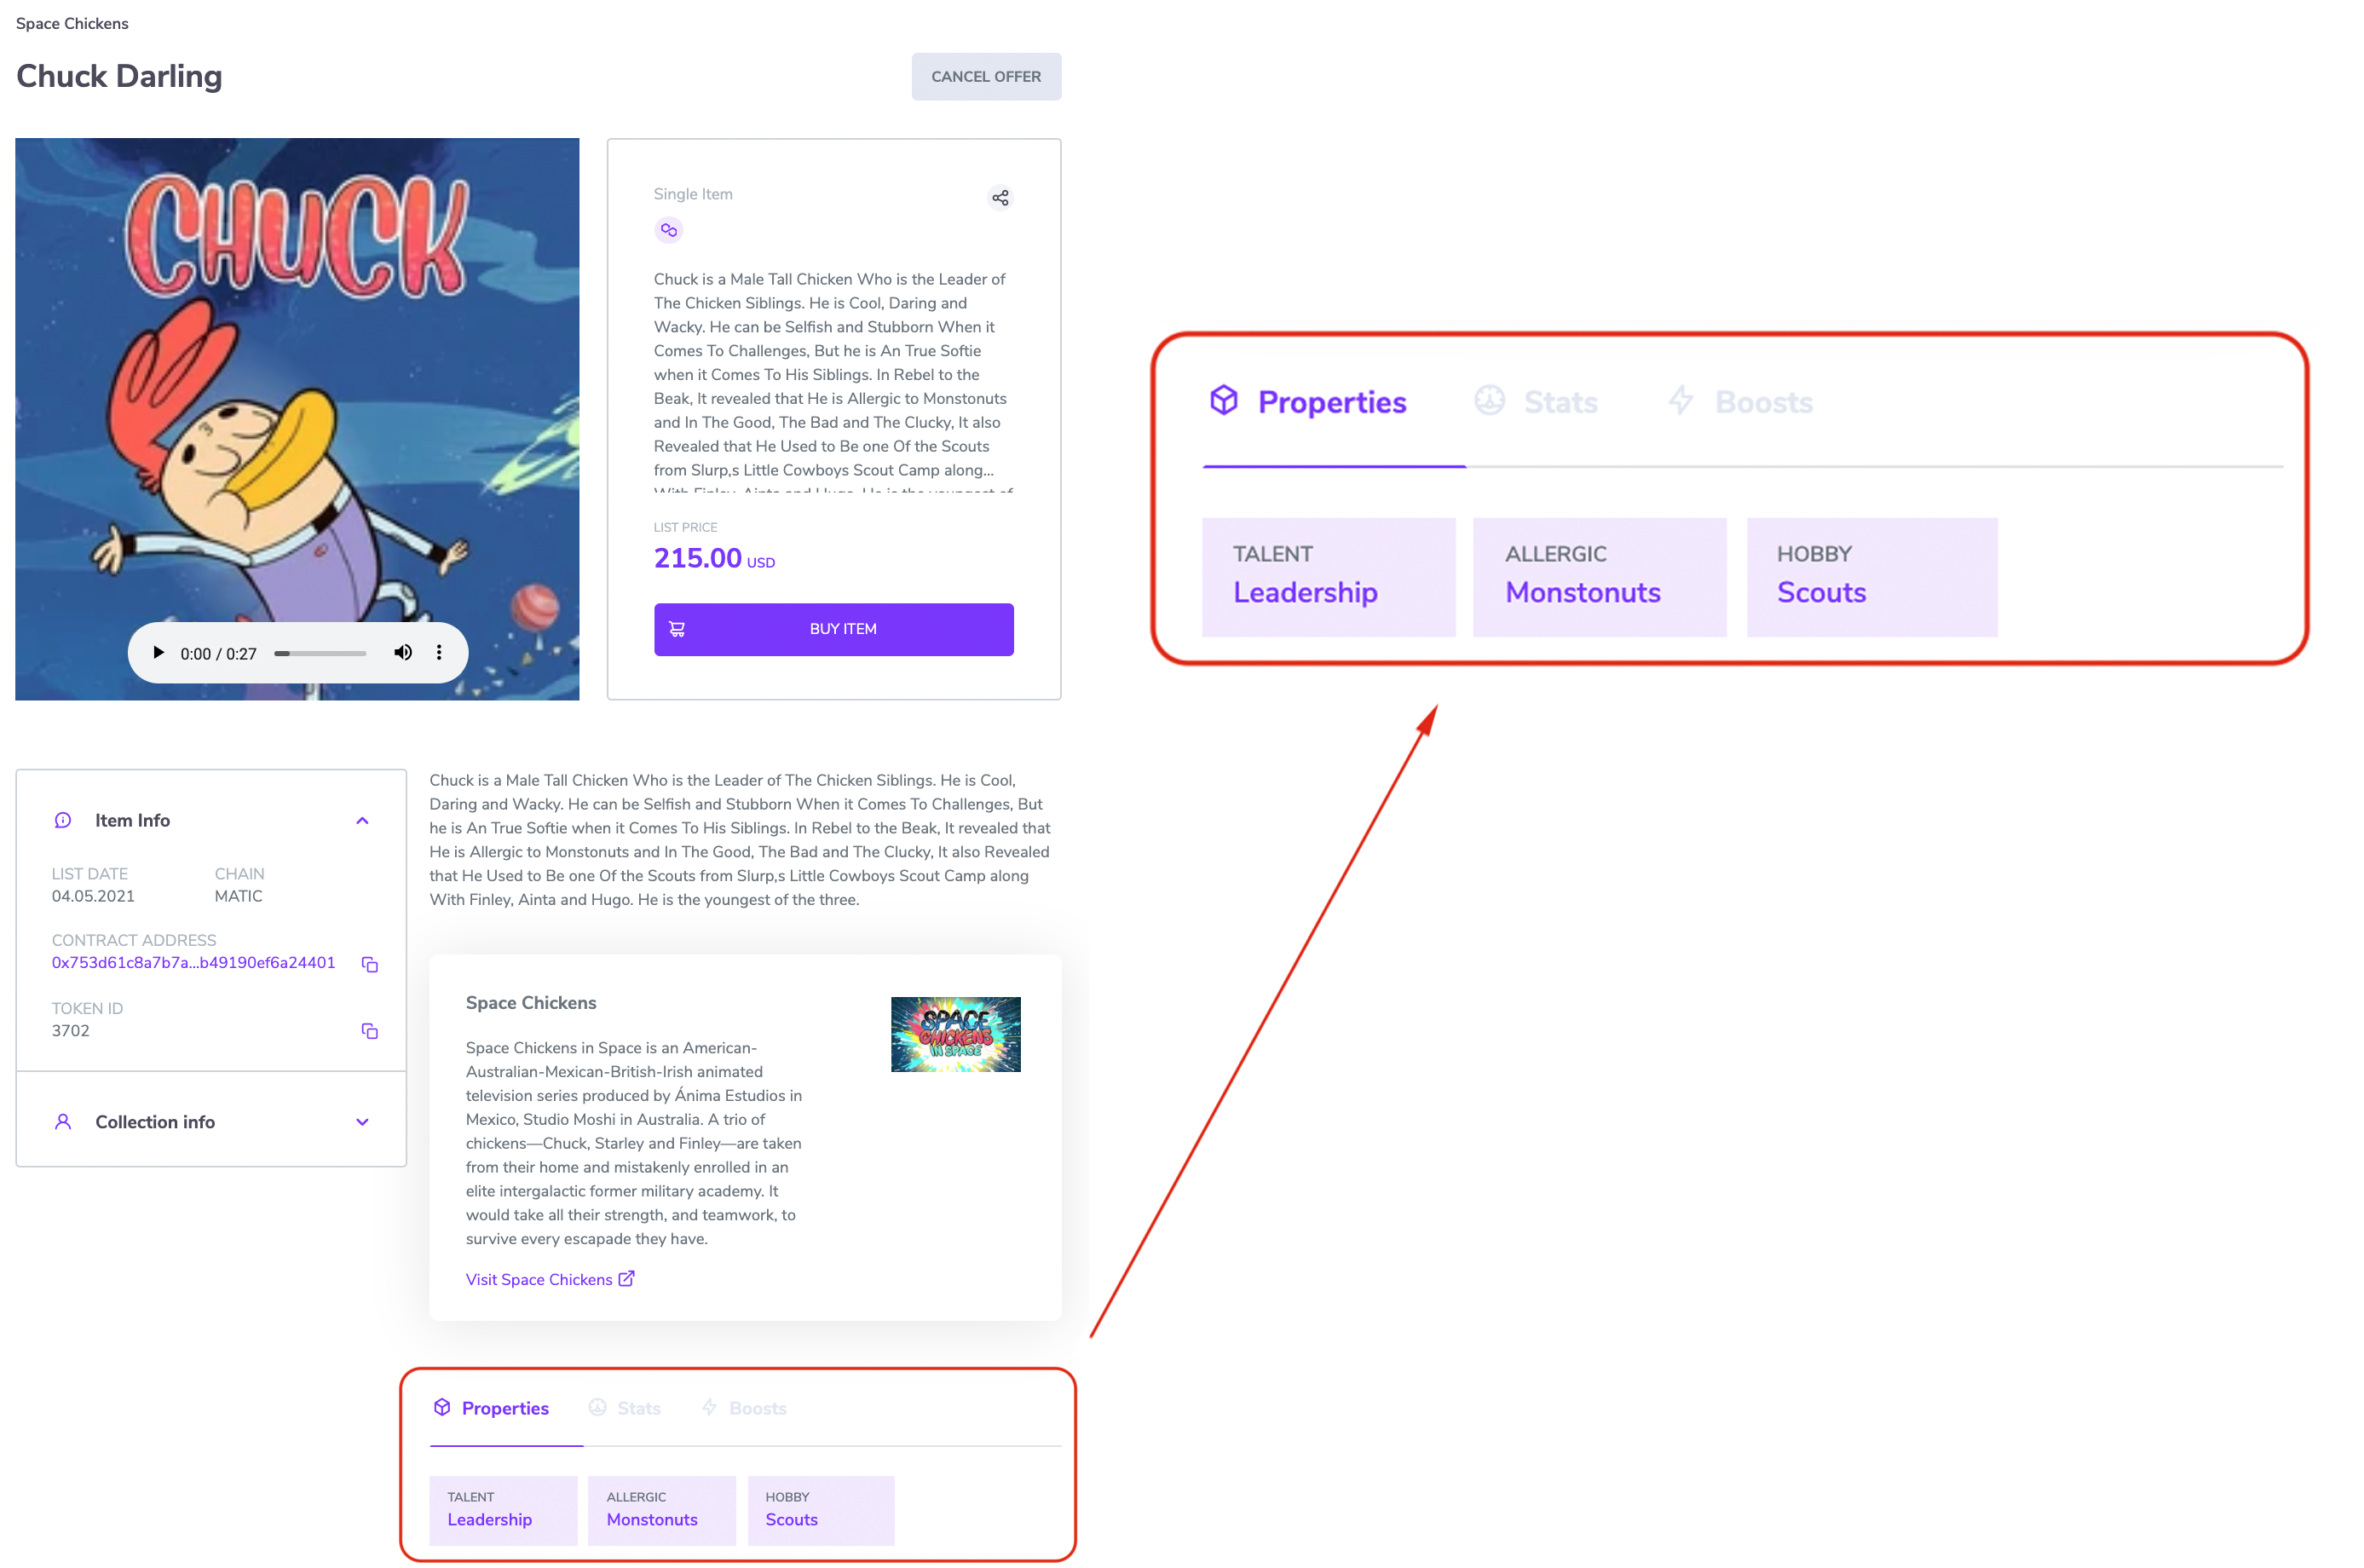 Space Chickens
Chuck Darling
CANCEL OFFER
CHUCK
0:00 / 0:27
Single Item
Chuck is a Male Tall Chicken Who is the Leader of
The Chicken Siblings. He is Cool, Daring and
Wacky. He can be Selfish and Stubborn When it
Comes To Challenges, But he is An True Softie
when it Comes To His Siblings. In Rebel to the
Beak, It revealed that He is Allergic to Monstonuts
and In The Good, The Bad and The Clucky, It also
Revealed that He Used to Be one Of the Scouts
from Slurp,s Little Cowboys Scout Camp along...
With Finley, Ainta and Hugo. He is the youngest of
LIST PRICE
215.00 USD
BUY ITEM
Item Info
LIST DATE CHAIN
04.05.2021 MATIC
CONTRACT ADDRESS
0x753d61c8a7b7a...b49190ef6a24401
TOKEN ID
3702
Collection info
Chuck is a Male Tall Chicken Who is the Leader of The Chicken Siblings. He is Cool,
Daring and Wacky. He can be Selfish and Stubborn When it Comes To Challenges, But
he is An True Softie when it Comes To His Siblings. In Rebel to the Beak, It revealed that
He is Allergic to Monstonuts and In The Good, The Bad and The Clucky, It also Revealed
that He Used to Be one Of the Scouts from Slurp,s Little Cowboys Scout Camp along
With Finley, Ainta and Hugo. He is the youngest of the three.
Space Chickens
SPACE
CHICKENS
IN SPACE
Space Chickens in Space is an American-
Australian-Mexican-British-Irish animated
television series produced by Ánima Estudios in
Mexico, Studio Moshi in Australia. A trio of
chickens—Chuck, Starley and Finley—are taken
from their home and mistakenly enrolled in an
elite intergalactic former military academy. It
would take all their strength, and teamwork, to
survive every escapade they have.
Visit Space Chickens
Properties Stats Boosts
TALENT ALLERGIC HOBBY
Leadership Monstonuts Scouts
Properties Stats Boosts
TALENT ALLERGIC HOBBY
Leadership Monstonuts Scouts